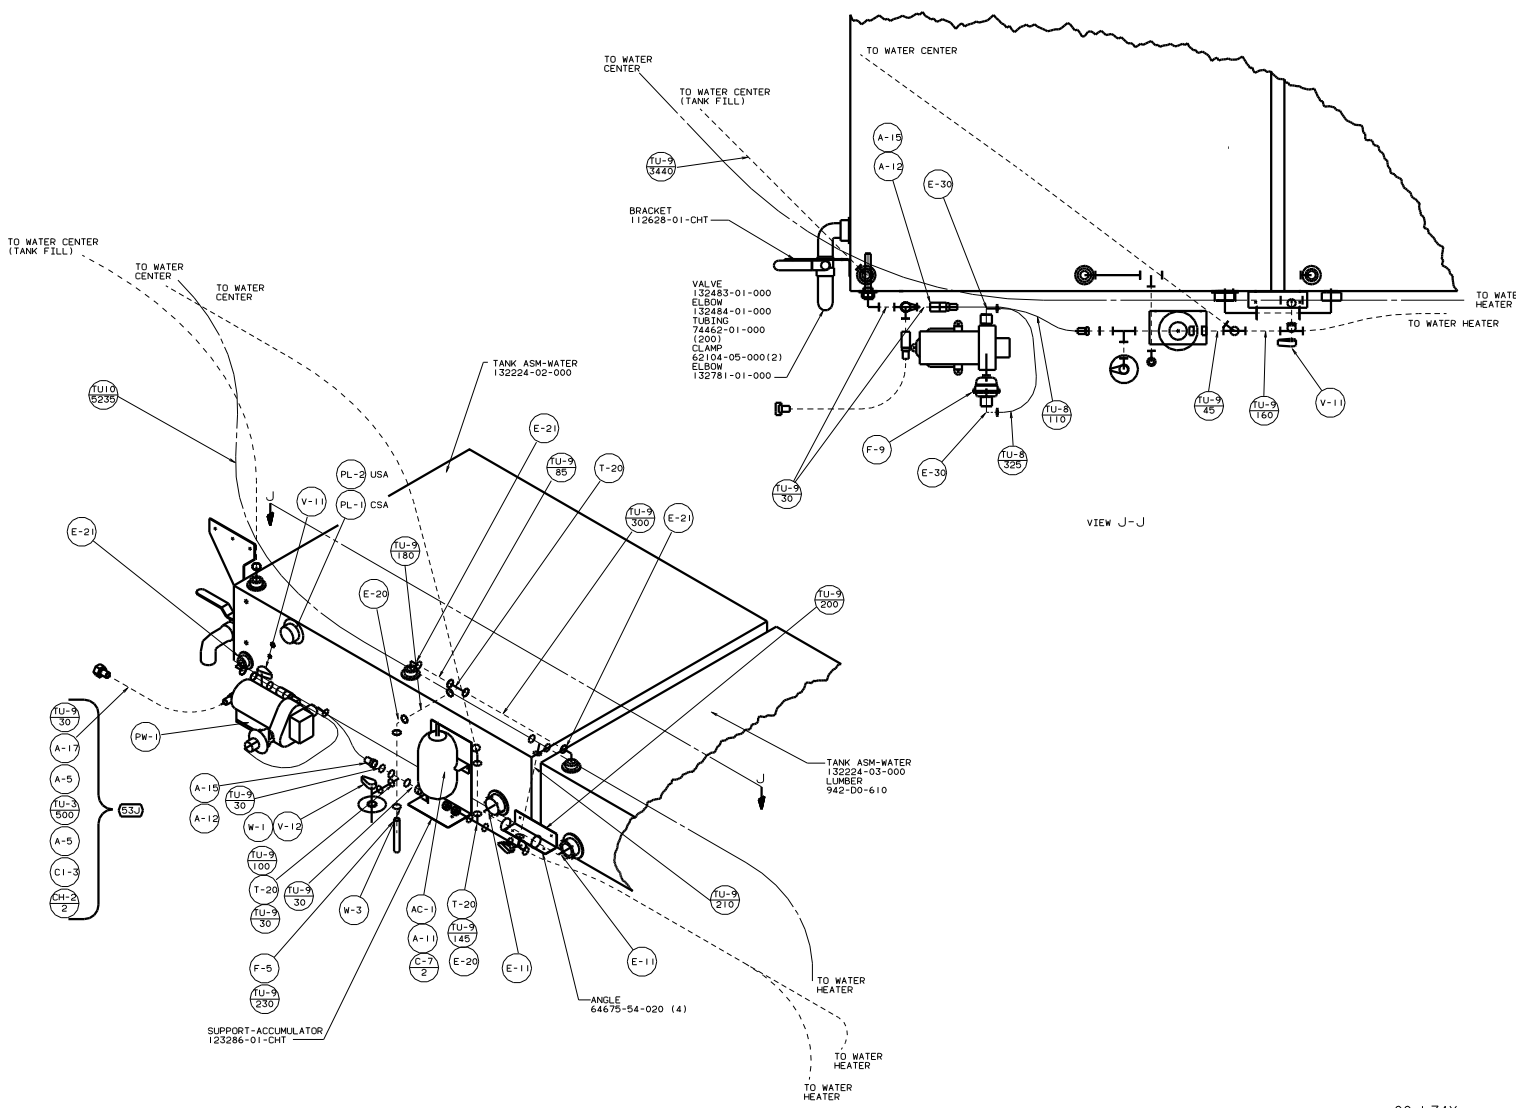 TO WATER
CENTER
TO WATER CENTER
TO WATER CENTER
(TANK FILL)
A-15
A-12
TU-9
3440
E-30
BRACKET
112628-01-CHT
TO WATER CENTER
(TANK FILL)
TO WATER
CENTER
TO WATER
CENTER
VALVE
132483-01-000
ELBOW
132484-01-000
TUBING
74462-01-000
(200)
CLAMP
62104-05-000(2)
ELBOW
132781-01-000
TO WATE
HEATER
TO WATER HEATER
TANK ASM-WATER
132224-02-000
TU10
5235
TU-9
45
TU-9
160
V-11
TU-8
110
F-9
E-30
TU-8
325
TU-9
30
VIEW J-J
E-21
TU-9
85
T-20
PL-2 USA
PL-1 CSA
V-11
J
TU-9
300
E-21
E-21
TU-9
180
E-20
TU-9
200
TU-9
30
A-17
A-5
TU-3
500
A-5
C1-3
CH-2
2
53J
PW-1
A-15
TU-9
30
A-12
W-1
V-12
TANK ASM-WATER
132224-03-000
LUMBER
942-D0-610
J
TU-9
100
T-20
TU-9
30
TU-9
30
W-3
AC-1
A-11
C-7
2
T-20
TU-9
145
E-20
TU-9
210
F-5
TU-9
230
E-11
E-11
TO WATER
HEATER
ANGLE
64675-54-020 (4)
SUPPORT-ACCUMULATOR
123286-01-CHT
TO WATER
HEATER
TO WATER
HEATER